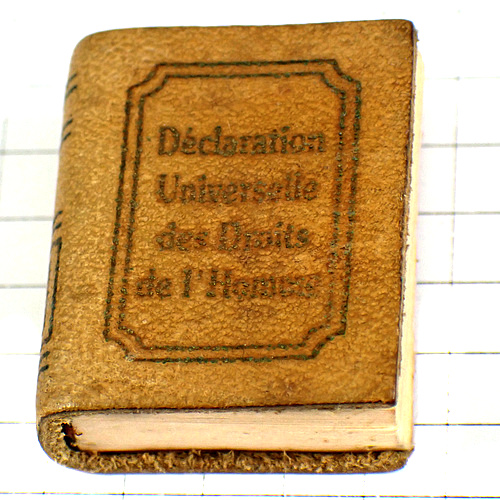 Déclaration
Universelle
des Droits
de l'Homme